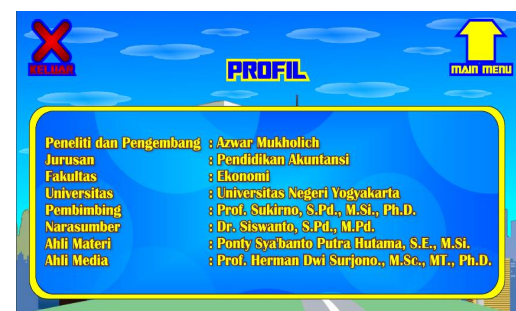 KELUAR
PROFIL
MAIN MENU
Peneliti dan Pengembang : Azwar Mukholich
Jurusan : Pendidikan Akuntansi
Fakultas : Ekonomi
Universitas : Universitas Negeri Yogyakarta
Pembimbing : Prof. Sukirno, S.Pd., M.Si., Ph.D.
Narasumber : Dr. Siswanto, S.Pd., M.Pd.
Ahli Materi : Ponty Sya'banto Putra Hutama, S.E., M.Si.
Ahli Media : Prof. Herman Dwi Surjono., M.Sc., MT., Ph.D.